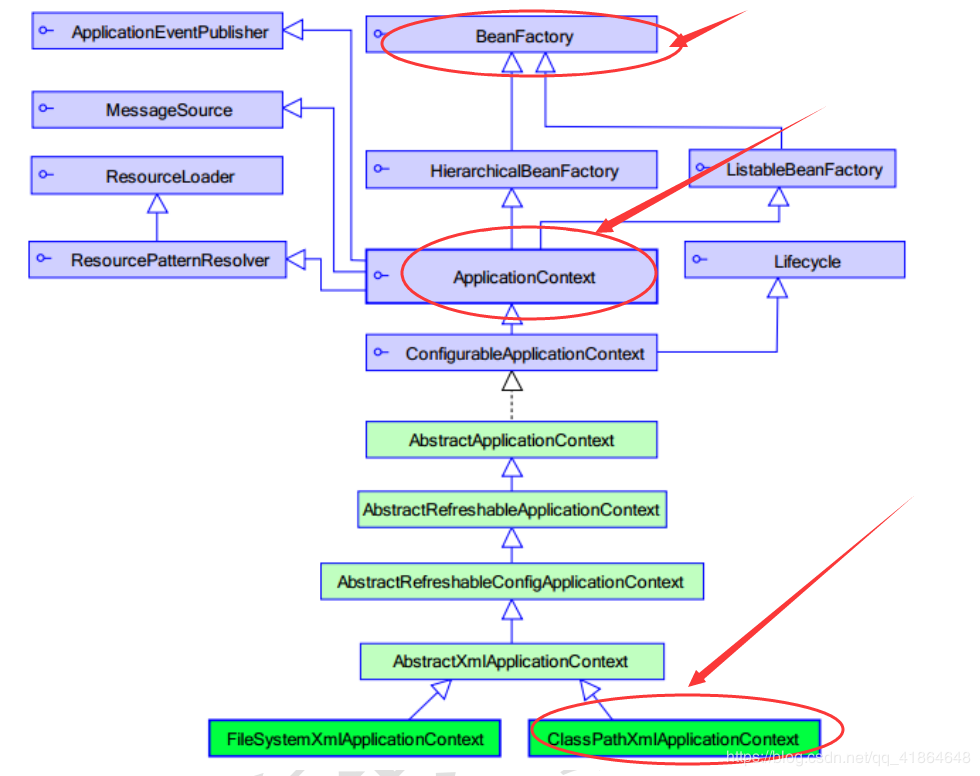 ApplicationEventPublisher
BeanFactory
MessageSource
HierarchicalBeanFactory
ListableBeanFactory
ResourceLoader
ResourcePatternResolver
ApplicationContext
Lifecycle
ConfigurableApplicationContext
AbstractApplicationContext
AbstractRefreshableApplicationContext
AbstractRefreshableConfigApplicationContext
AbstractXmlApplicationContext
FileSystemXmlApplicationContext
ClassPathXmlApplicationContext
https://blog.csdn.net/qq_41864648